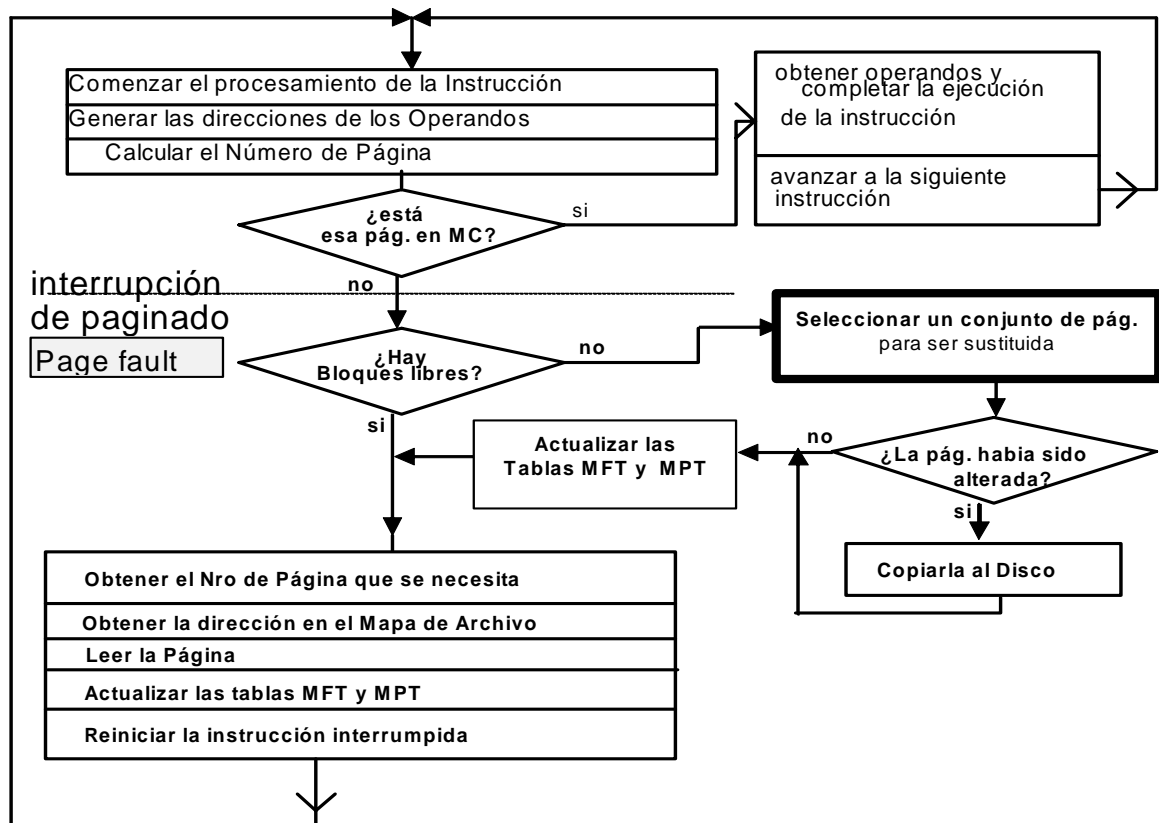 Comenzar el procesamiento de la Instrucción
Generar las direcciones de los Operandos
Calcular el Número de Página
obtener operandos y
completar la ejecución
de la instrucción
avanzar a la siguiente
instrucción
¿está
esa pág. en MC?
si
no
interrupción
de paginado
Page fault
¿Hay
Bloques libres?
no
si
Seleccionar un conjunto de pág.
para ser sustituida
¿La pág. habia sido
alterada?
no
si
Actualizar las
Tablas MFT y MPT
Copiarla al Disco
Obtener el Nro de Página que se necesita
Obtener la dirección en el Mapa de Archivo
Leer la Página
Actualizar las tablas MFT y MPT
Reiniciar la instrucción interrumpida